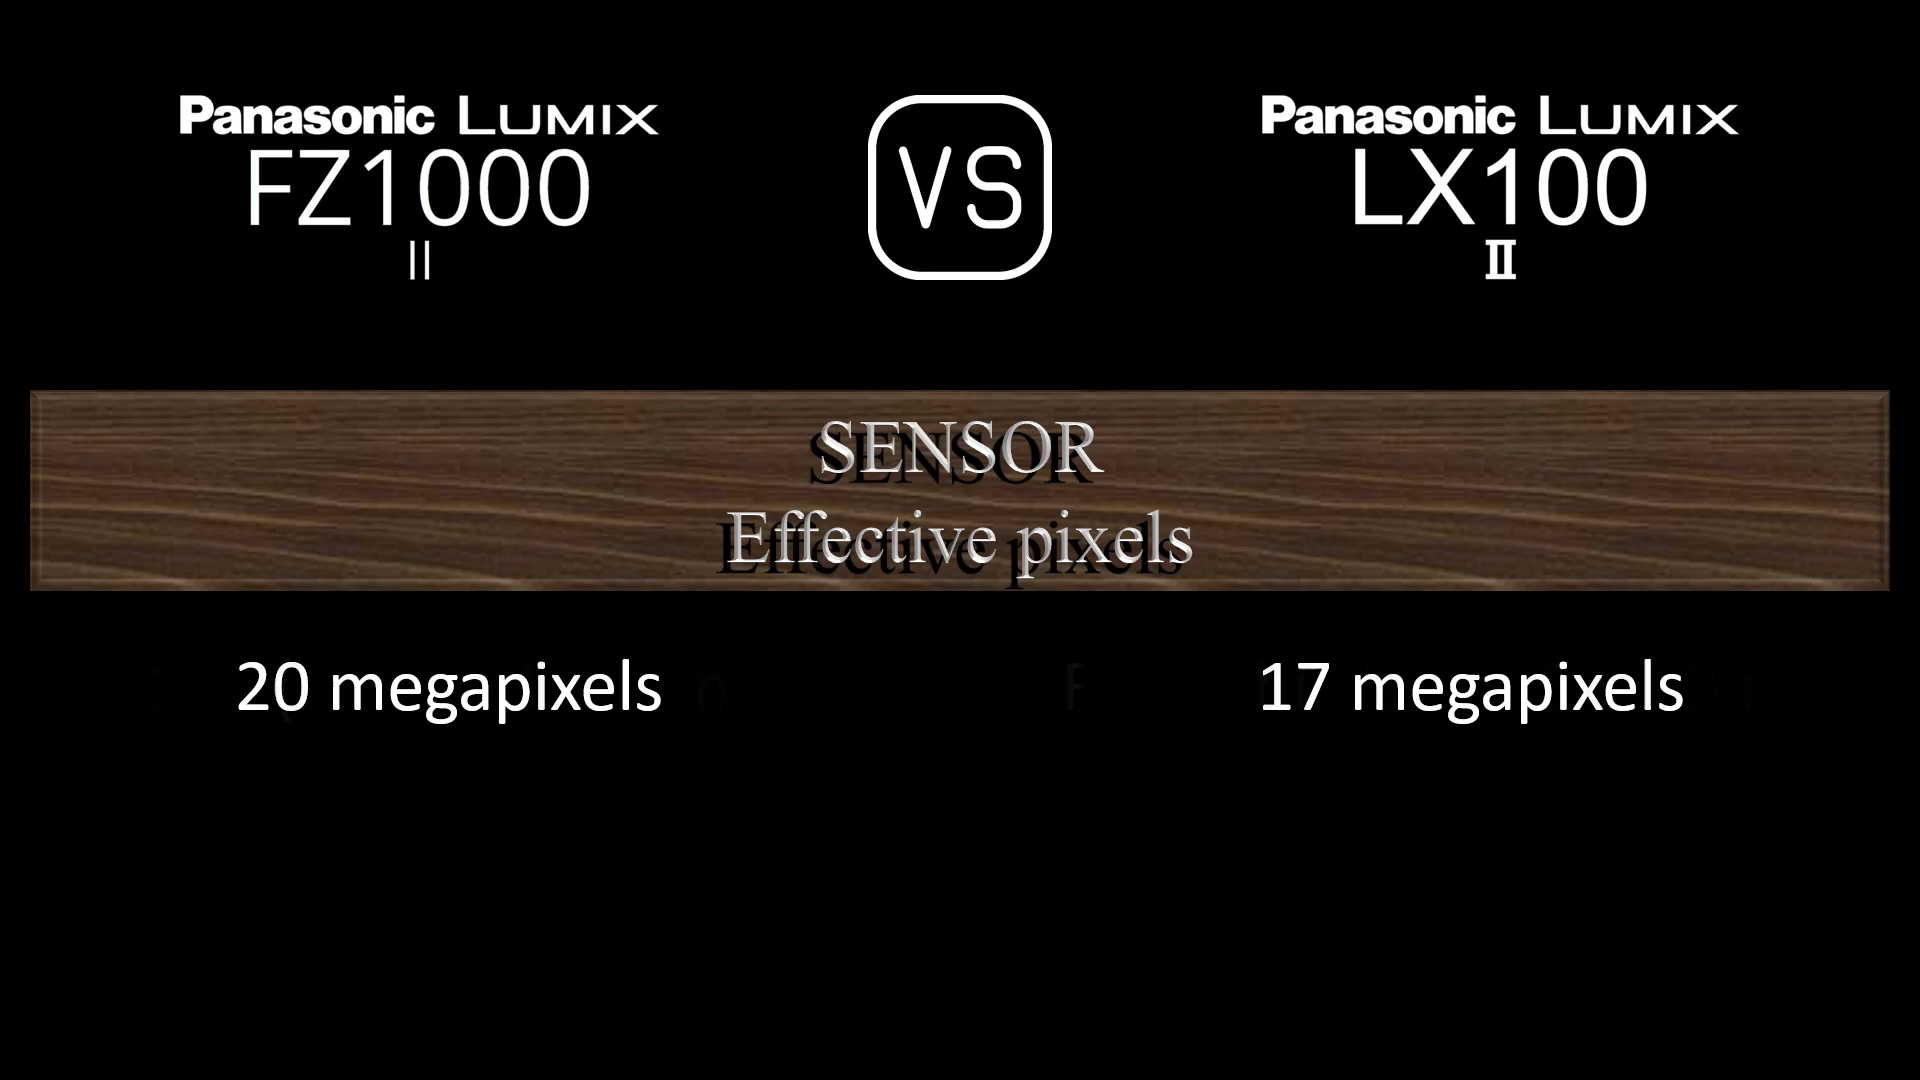 Panasonic LUMIX
FZ1000
II
VS
Panasonic LUMIX
LX100
II
SENSOR
Effective pixels
20 megapixels
17 megapixels